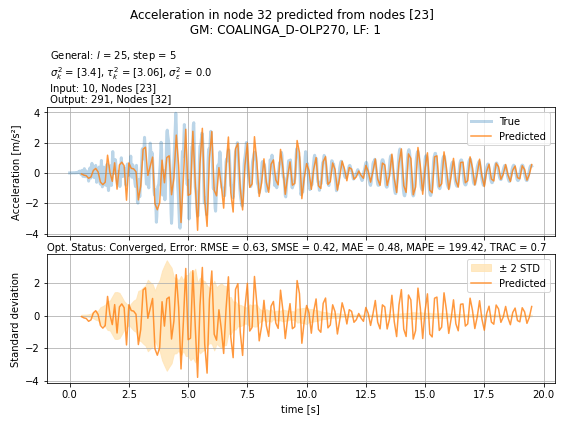 Acceleration in node 32 predicted from nodes [23]
GM: COALINGA_D-OLP270, LF: 1
General: l = 25, step = 5
σ²ₖ = [3.4], τ²ₖ = [3.06], σ²ε = 0.0
Input: 10, Nodes [23]
Output: 291, Nodes [32]
Acceleration [m/s²]
4
2
0
−2
−4
True
Predicted
Opt. Status: Converged, Error: RMSE = 0.63, SMSE = 0.42, MAE = 0.48, MAPE = 199.42, TRAC = 0.7
Standard deviation
2
0
−2
−4
± 2 STD
Predicted
0.0 2.5 5.0 7.5 10.0 12.5 15.0 17.5 20.0
time [s]